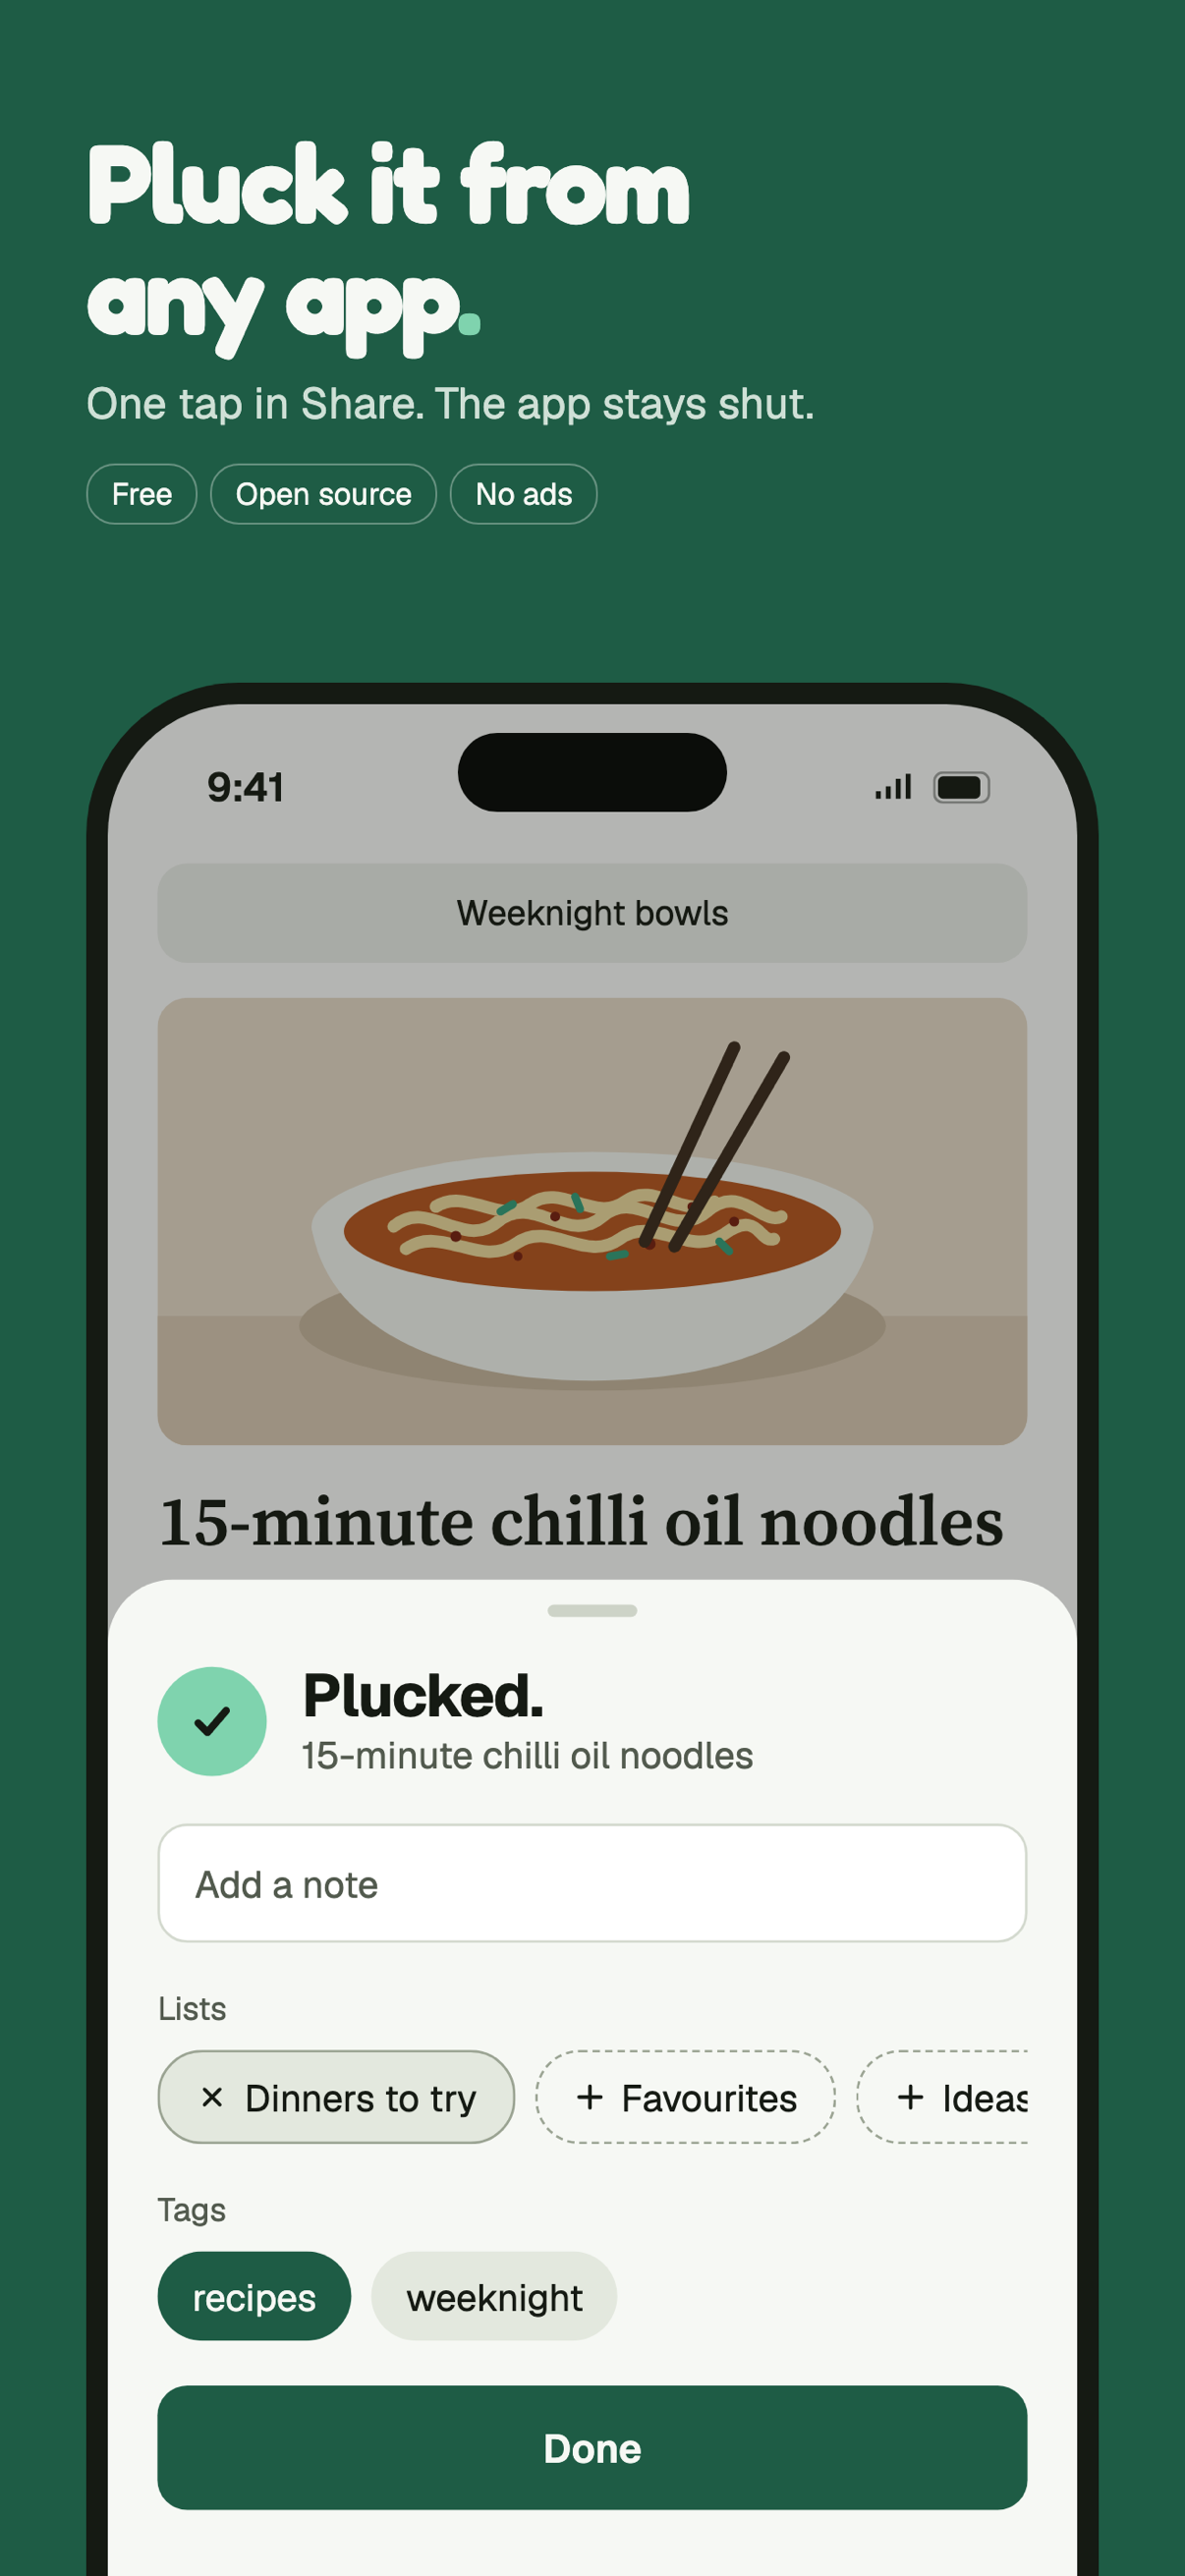 Pluck it from
any app.
One tap in Share. The app stays shut.
Free
Open source
No ads
9:41
Weeknight bowls
15-minute chilli oil noodles
Plucked.
15-minute chilli oil noodles
Add a note
Lists
× Dinners to try
+ Favourites
+ Ideas
Tags
recipes
weeknight
Done